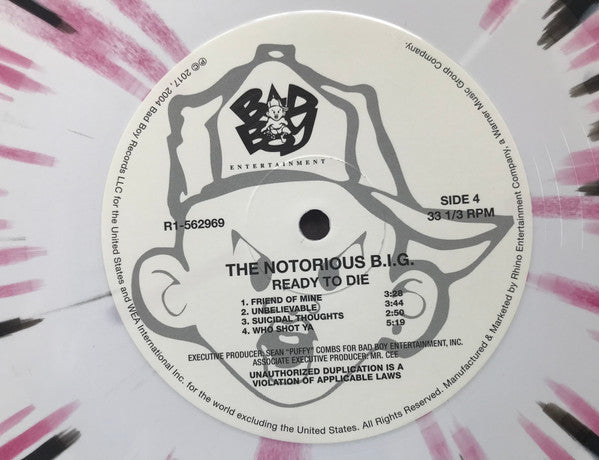 BAD
BOY
ENTERTAINMENT
R1-562969
SIDE 4
33 1/3 RPM
THE NOTORIOUS B.I.G.
READY TO DIE
1. FRIEND OF MINE 3:28
2. UNBELIEVABLE 3:44
3. SUICIDAL THOUGHTS 2:50
4. WHO SHOT YA 5:19
EXECUTIVE PRODUCER: SEAN "PUFFY" COMBS FOR BAD BOY ENTERTAINMENT, INC.
ASSOCIATE EXECUTIVE PRODUCER: MR. CEE
UNAUTHORIZED DUPLICATION IS A
VIOLATION OF APPLICABLE LAWS
℗© 2017, 2004 Bad Boy Records LLC for the United States and WEA International Inc. for the world excluding the United States. All Rights Reserved. Manufactured & Marketed by Rhino Entertainment Company, a Warner Music Group Company.